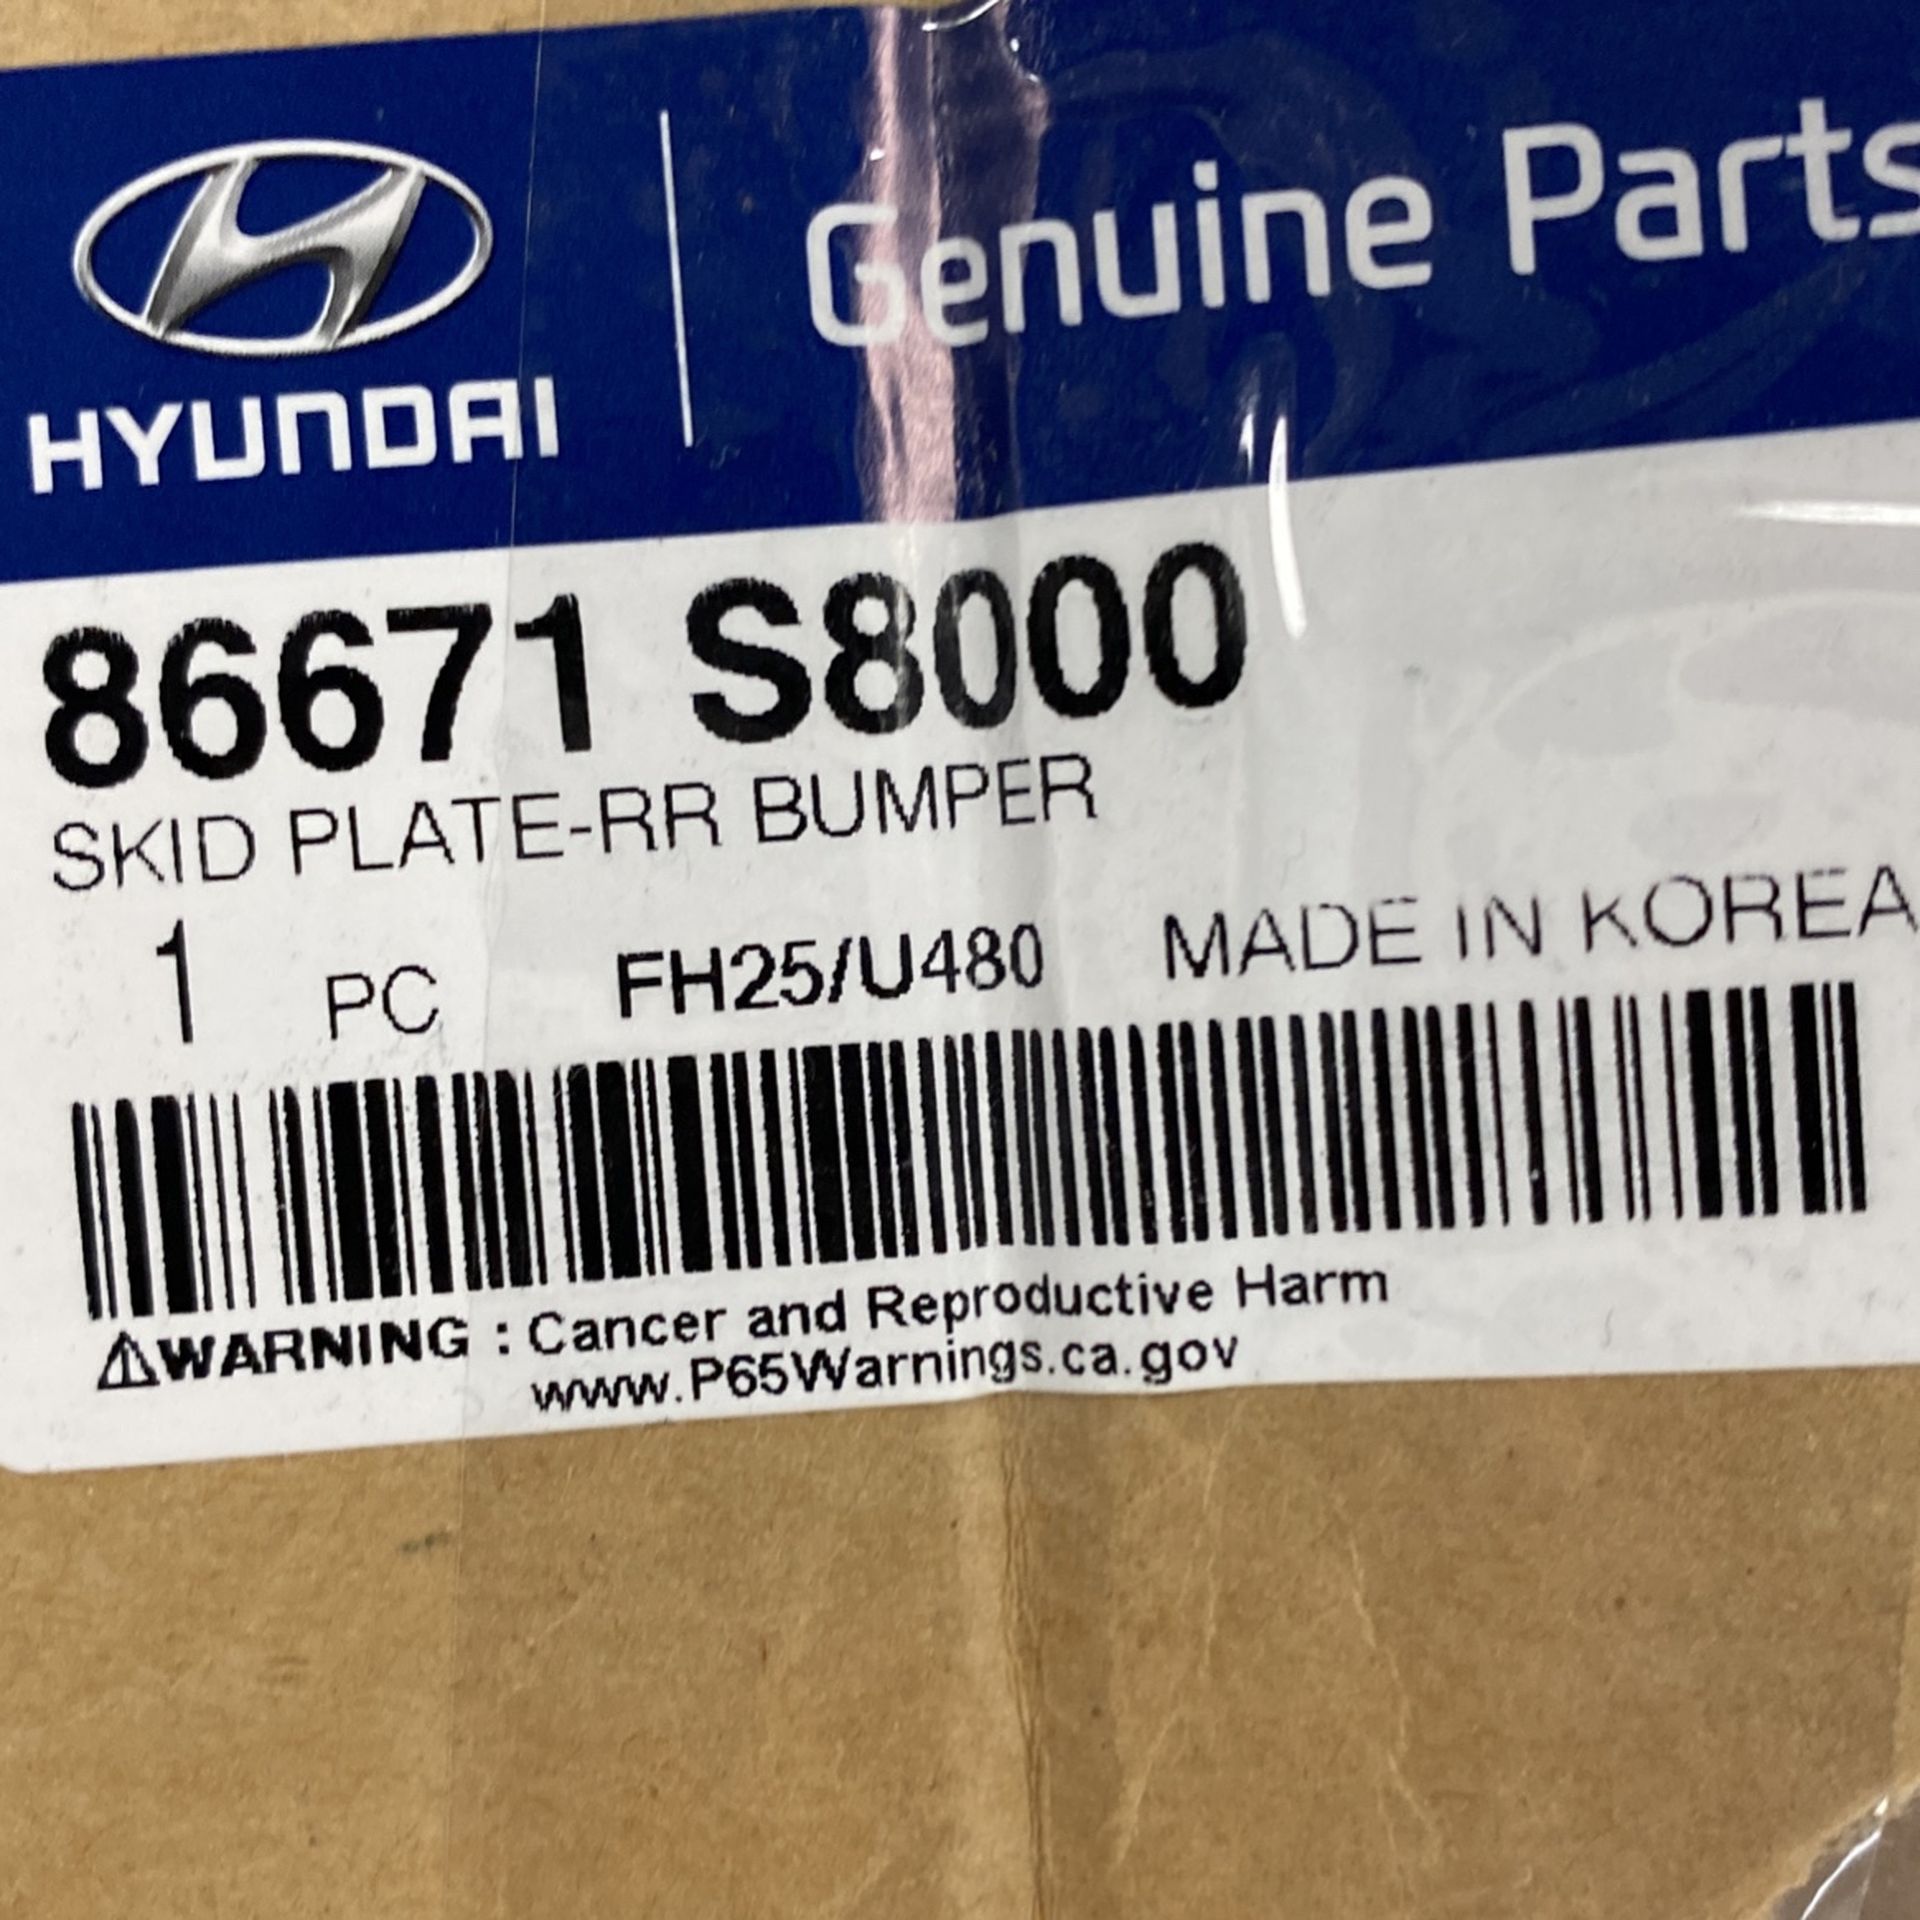 HYUNDAI
Genuine Parts
86671 S8000
SKID PLATE-RR BUMPER
1 PC FH25/U480 MADE IN KOREA
⚠WARNING : Cancer and Reproductive Harm
www.P65Warnings.ca.gov